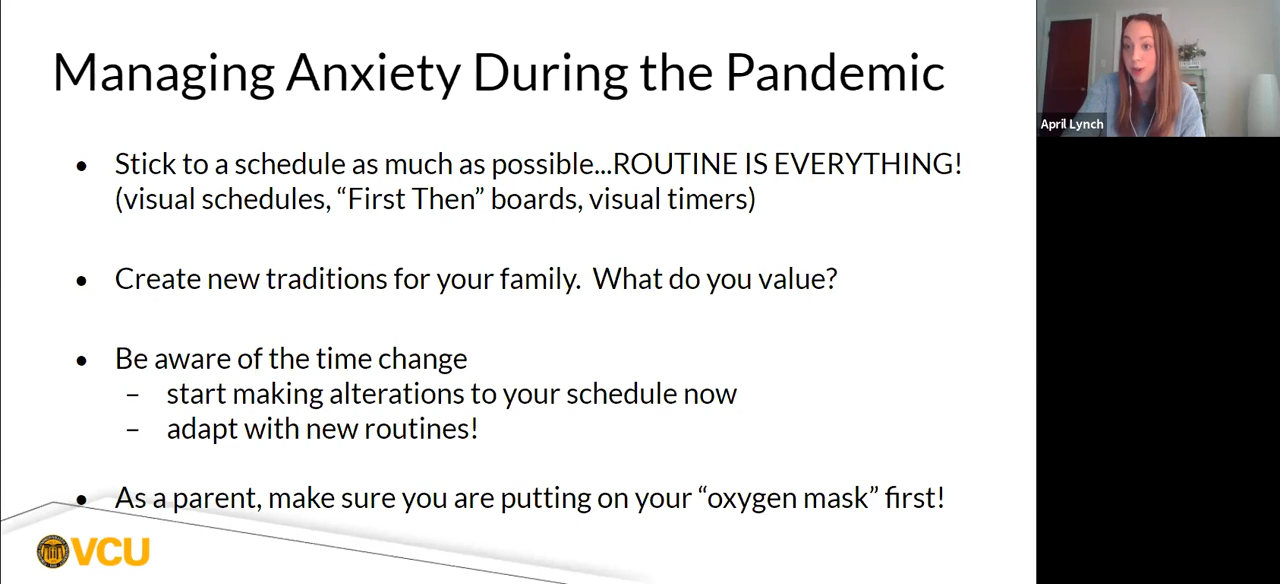 Managing Anxiety During the Pandemic
• Stick to a schedule as much as possible...ROUTINE IS EVERYTHING!
(visual schedules, “First Then” boards, visual timers)
• Create new traditions for your family.  What do you value?
• Be aware of the time change
– start making alterations to your schedule now
– adapt with new routines!
• As a parent, make sure you are putting on your “oxygen mask” first!
VCU
April Lynch